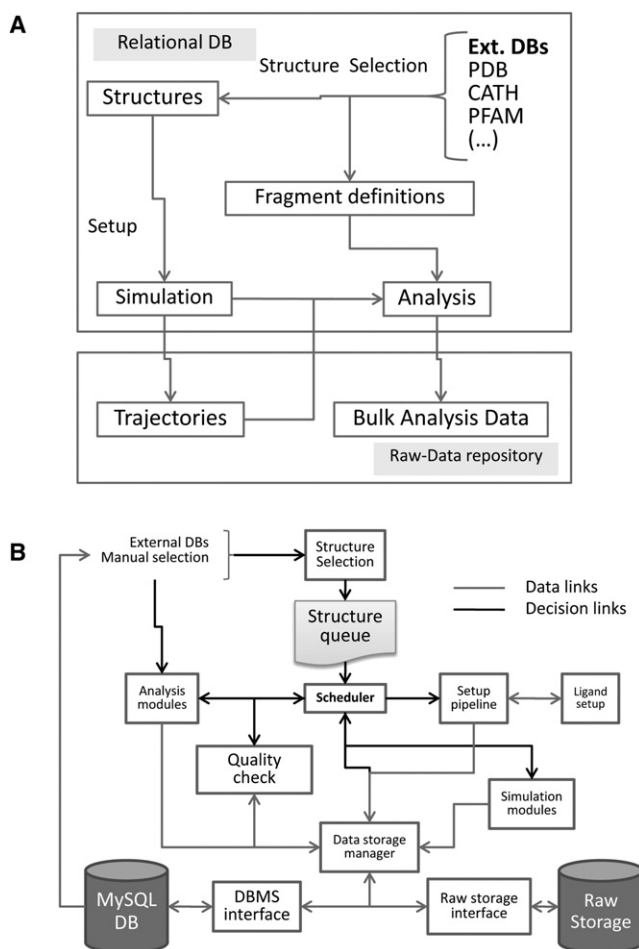 A
Relational DB
Structure Selection
Ext. DBs
PDB
CATH
PFAM
(...)
Structures
Fragment definitions
Setup
Simulation
Analysis
Trajectories
Bulk Analysis Data
Raw-Data repository
B
External DBs
Manual selection
Structure
Selection
Data links
Decision links
Structure
queue
Analysis
modules
Scheduler
Setup
pipeline
Ligand
setup
Quality
check
Simulation
modules
Data storage
manager
MySQL
DB
DBMS
interface
Raw storage
interface
Raw
Storage